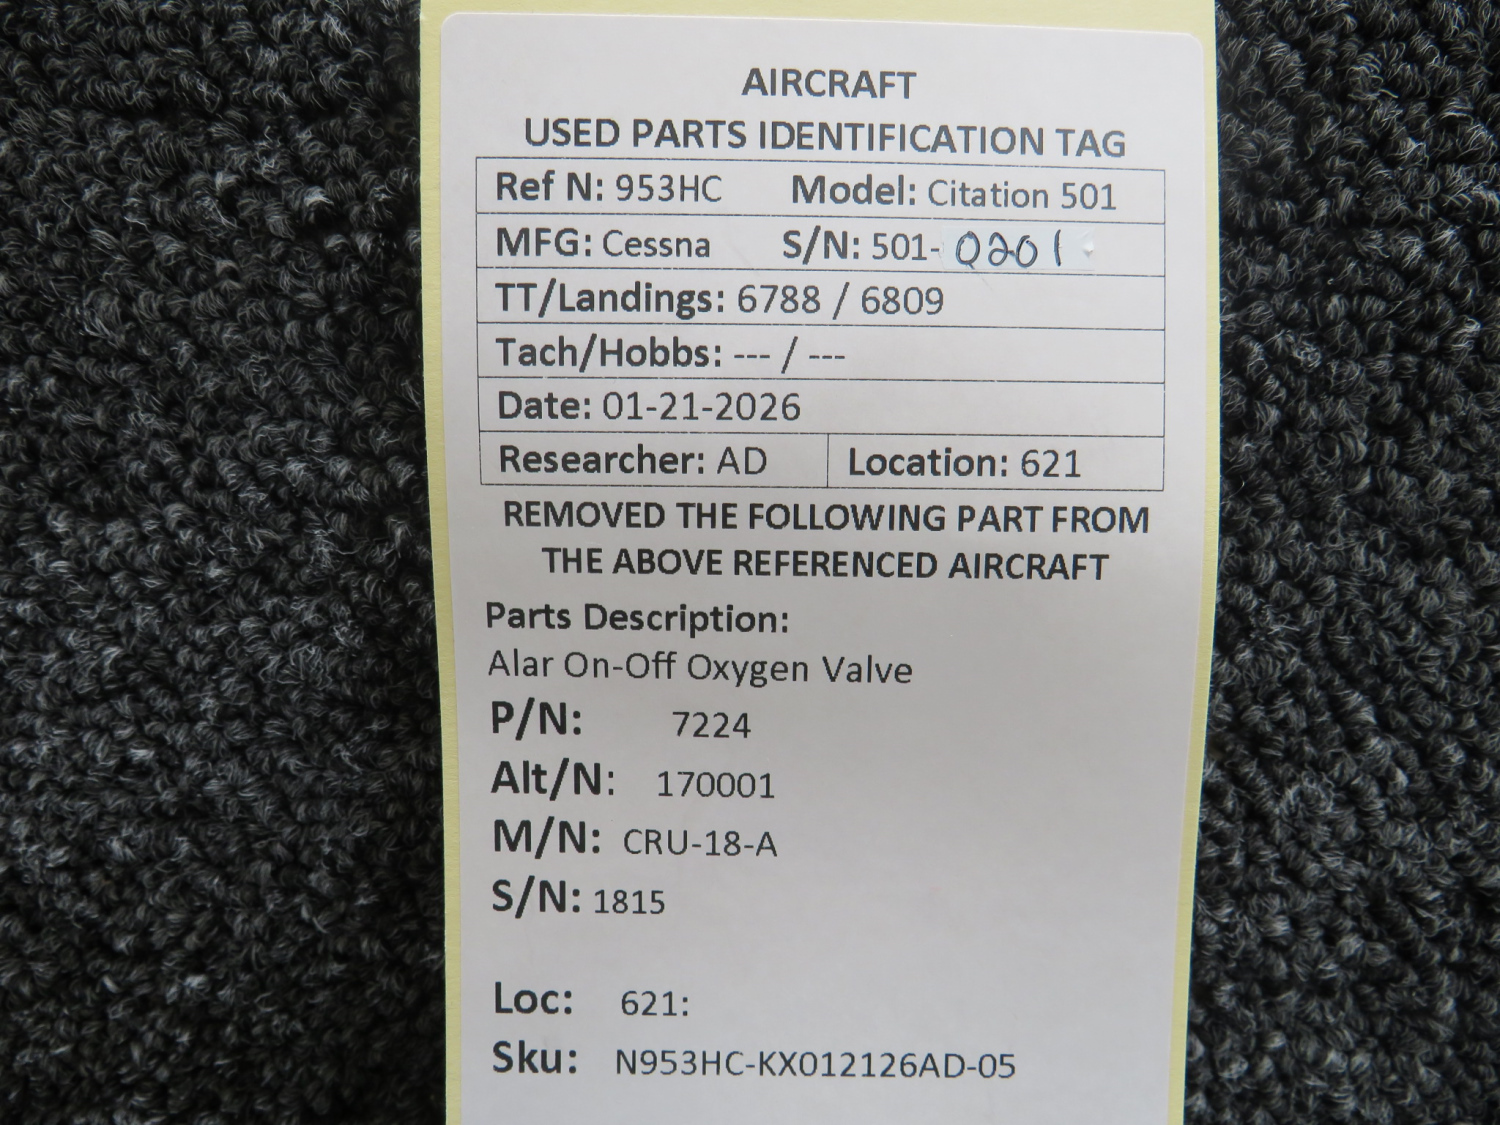 AIRCRAFT
USED PARTS IDENTIFICATION TAG
Ref N: 953HC Model: Citation 501
MFG: Cessna S/N: 501-0201
TT/Landings: 6788 / 6809
Tach/Hobbs: --- / ---
Date: 01-21-2026
Researcher: AD Location: 621
REMOVED THE FOLLOWING PART FROM
THE ABOVE REFERENCED AIRCRAFT
Parts Description:
Alar On-Off Oxygen Valve
P/N: 7224
Alt/N: 170001
M/N: CRU-18-A
S/N: 1815
Loc: 621:
Sku: N953HC-KX012126AD-05